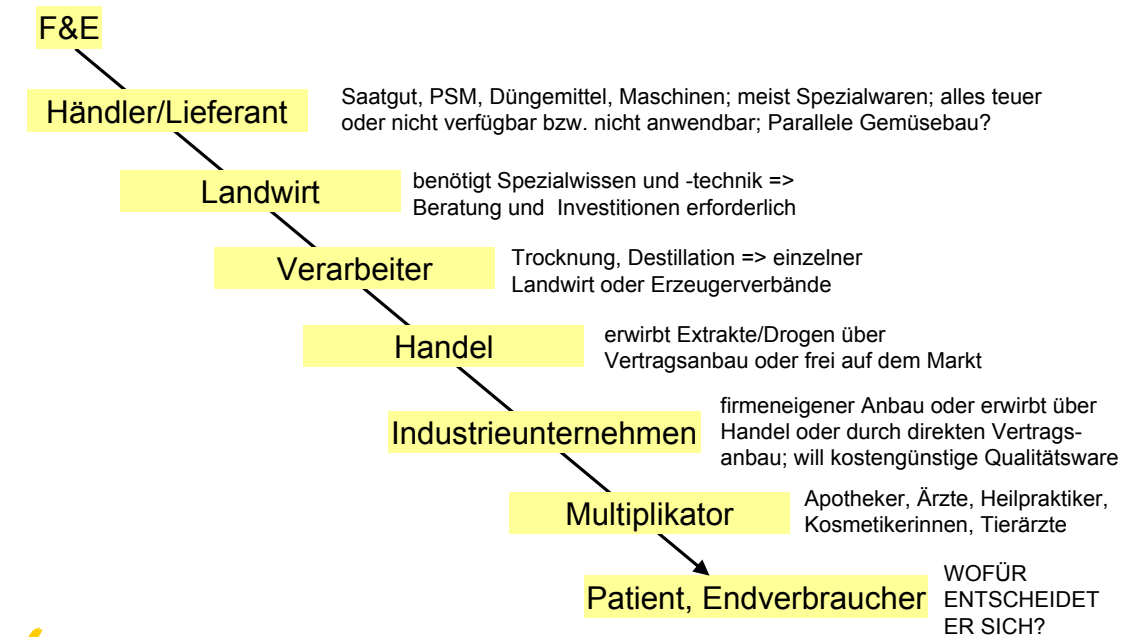 F&E
Händler/Lieferant
Saatgut, PSM, Düngemittel, Maschinen; meist Spezialwaren; alles teuer
oder nicht verfügbar bzw. nicht anwendbar; Parallele Gemüsebau?
Landwirt
benötigt Spezialwissen und -technik =>
Beratung und Investitionen erforderlich
Verarbeiter
Trocknung, Destillation => einzelner
Landwirt oder Erzeugerverbände
Handel
erwirbt Extrakte/Drogen über
Vertragsanbau oder frei auf dem Markt
Industrieunternehmen
firmeneigener Anbau oder erwirbt über
Handel oder durch direkten Vertrags-
anbau; will kostengünstige Qualitätsware
Multiplikator
Apotheker, Ärzte, Heilpraktiker,
Kosmetikerinnen, Tierärzte
Patient, Endverbraucher
WOFÜR
ENTSCHEIDET
ER SICH?